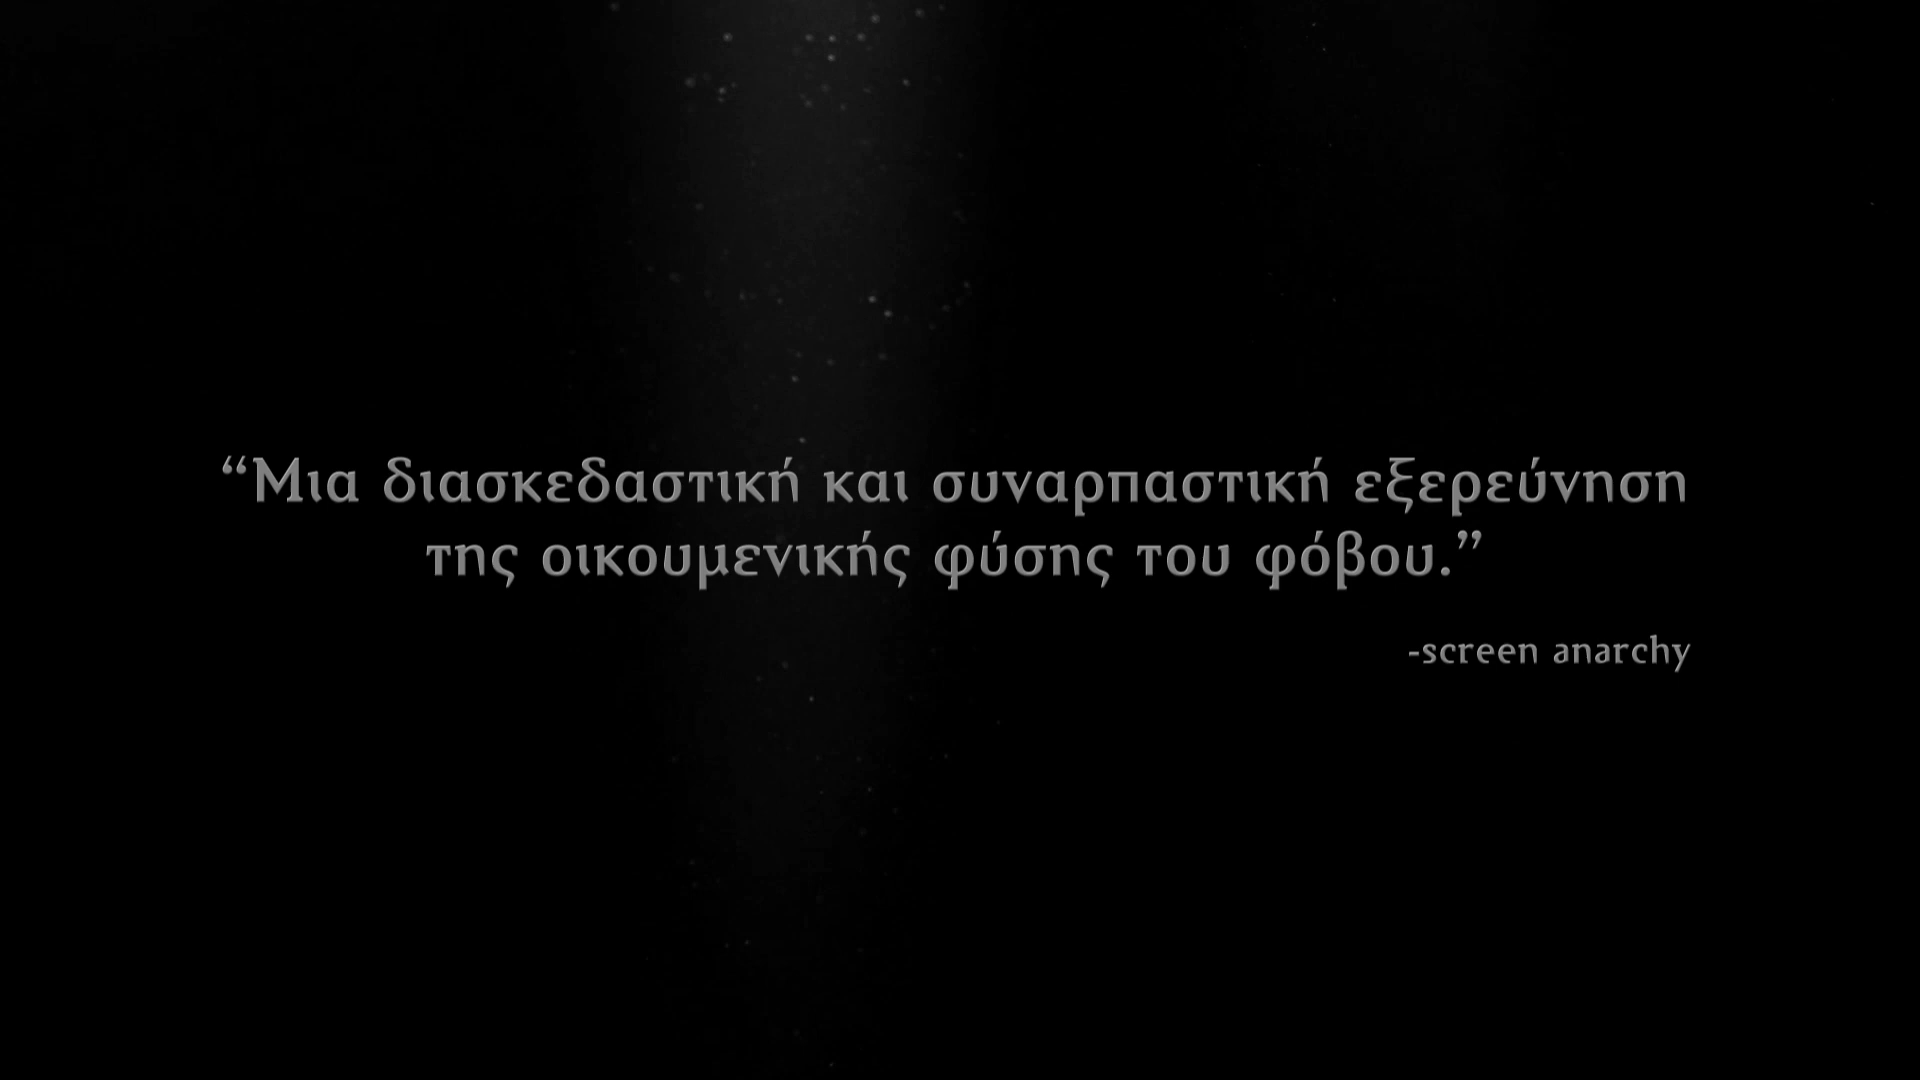 “Μια διασκεδαστική και συναρπαστική εξερεύνηση
της οικουμενικής φύσης του φόβου.”
-screen anarchy